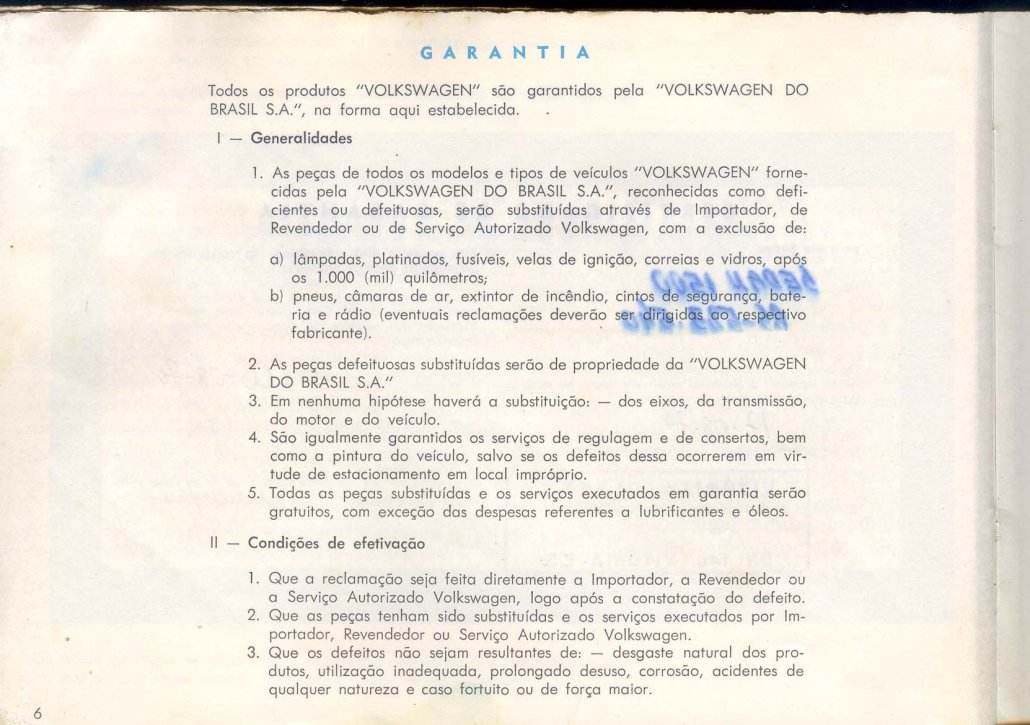 GARANTIA
Todos os produtos "VOLKSWAGEN" são garantidos pela "VOLKSWAGEN DO
BRASIL S.A.", na forma aqui estabelecida.
I — Generalidades
1. As peças de todos os modelos e tipos de veículos "VOLKSWAGEN" forne-
cidas pela "VOLKSWAGEN DO BRASIL S.A.", reconhecidas como defi-
cientes ou defeituosas, serão substituídas através de Importador, de
Revendedor ou de Serviço Autorizado Volkswagen, com a exclusão de:
a) lâmpadas, platinados, fusíveis, velas de ignição, correias e vidros, após
os 1.000 (mil) quilômetros;
b) pneus, câmaras de ar, extintor de incêndio, cintos de segurança, bate-
ria e rádio (eventuais reclamações deverão ser dirigidas ao respectivo
fabricante).
2. As peças defeituosas substituídas serão de propriedade da "VOLKSWAGEN
DO BRASIL S.A."
3. Em nenhuma hipótese haverá a substituição: — dos eixos, da transmissão,
do motor e do veículo.
4. São igualmente garantidos os serviços de regulagem e de consertos, bem
como a pintura do veículo, salvo se os defeitos dessa ocorrerem em vir-
tude de estacionamento em local impróprio.
5. Todas as peças substituídas e os serviços executados em garantia serão
gratuitos, com exceção das despesas referentes a lubrificantes e óleos.
II — Condições de efetivação
1. Que a reclamação seja feita diretamente a Importador, a Revendedor ou
a Serviço Autorizado Volkswagen, logo após a constatação do defeito.
2. Que as peças tenham sido substituídas e os serviços executados por Im-
portador, Revendedor ou Serviço Autorizado Volkswagen.
3. Que os defeitos não sejam resultantes de: — desgaste natural dos pro-
dutos, utilização inadequada, prolongado desuso, corrosão, acidentes de
qualquer natureza e caso fortuito ou de força maior.
6